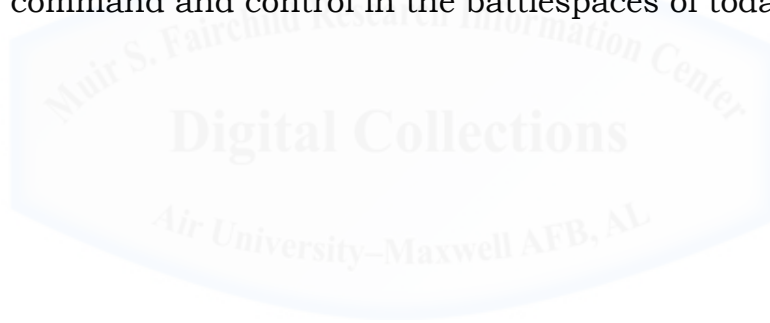 command and control in the battlespaces of toda
Muir S. Fairchild Research Information Center
Digital Collections
Air University–Maxwell AFB, AL